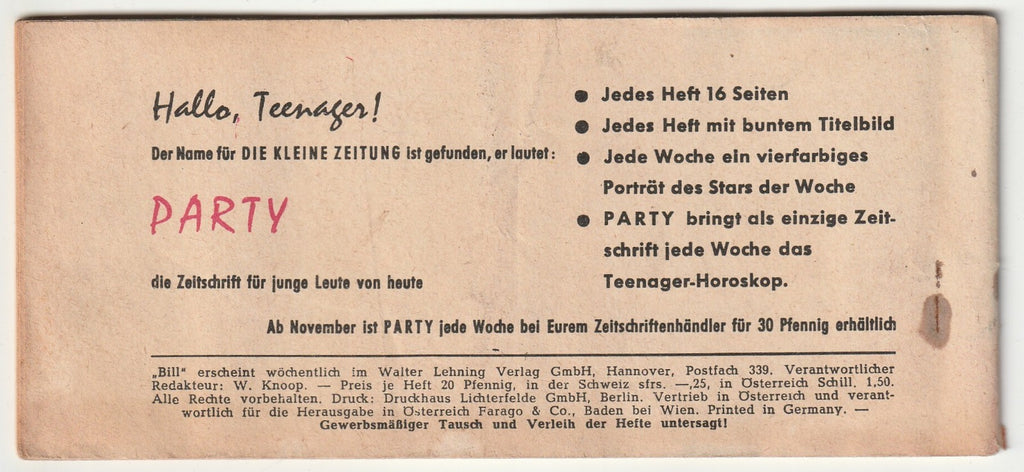 Hallo, Teenager!
Der Name für DIE KLEINE ZEITUNG ist gefunden, er lautet:
PARTY
die Zeitschrift für junge Leute von heute
● Jedes Heft 16 Seiten
● Jedes Heft mit buntem Titelbild
● Jede Woche ein vierfarbiges
Porträt des Stars der Woche
● PARTY bringt als einzige Zeit-
schrift jede Woche das
Teenager-Horoskop.
Ab November ist PARTY jede Woche bei Eurem Zeitschriftenhändler für 30 Pfennig erhältlich
„Bill“ erscheint wöchentlich im Walter Lehning Verlag GmbH, Hannover, Postfach 339. Verantwortlicher
Redakteur: W. Knoop. — Preis je Heft 20 Pfennig, in der Schweiz sfrs. —,25, in Österreich Schill. 1,50.
Alle Rechte vorbehalten. Druck: Druckhaus Lichterfelde GmbH, Berlin. Vertrieb in Österreich und verant-
wortlich für die Herausgabe in Österreich Farago & Co., Baden bei Wien. Printed in Germany. —
Gewerbsmäßiger Tausch und Verleih der Hefte untersagt!